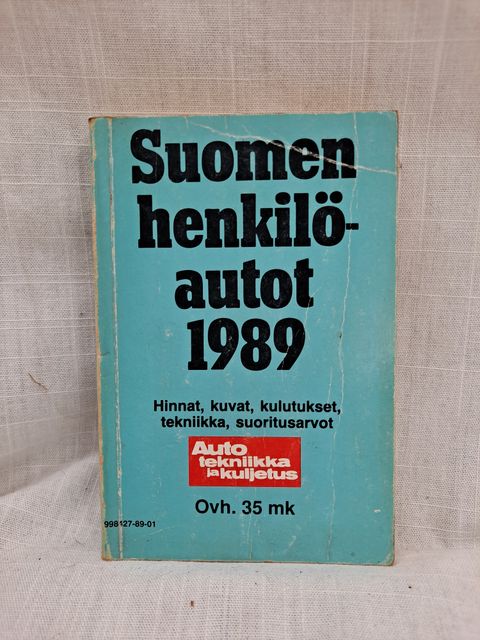 Suomen
henkilö-
autot
1989
Hinnat, kuvat, kulutukset,
tekniikka, suoritusarvot
Auto
tekniikka
ja kuljetus
Ovh. 35 mk
998127-89-01